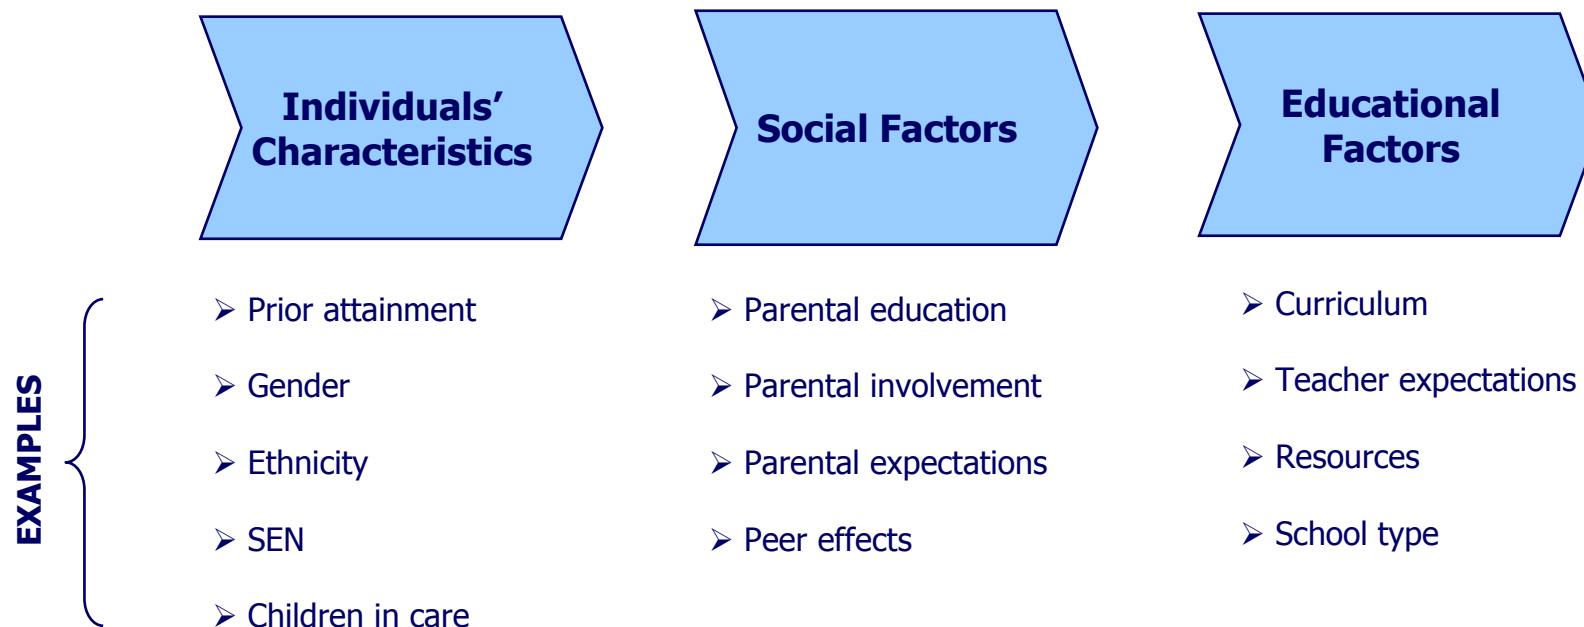 Individuals’
Characteristics
Social Factors
Educational
Factors
EXAMPLES
➢ Prior attainment
➢ Gender
➢ Ethnicity
➢ SEN
➢ Children in care
➢ Parental education
➢ Parental involvement
➢ Parental expectations
➢ Peer effects
➢ Curriculum
➢ Teacher expectations
➢ Resources
➢ School type